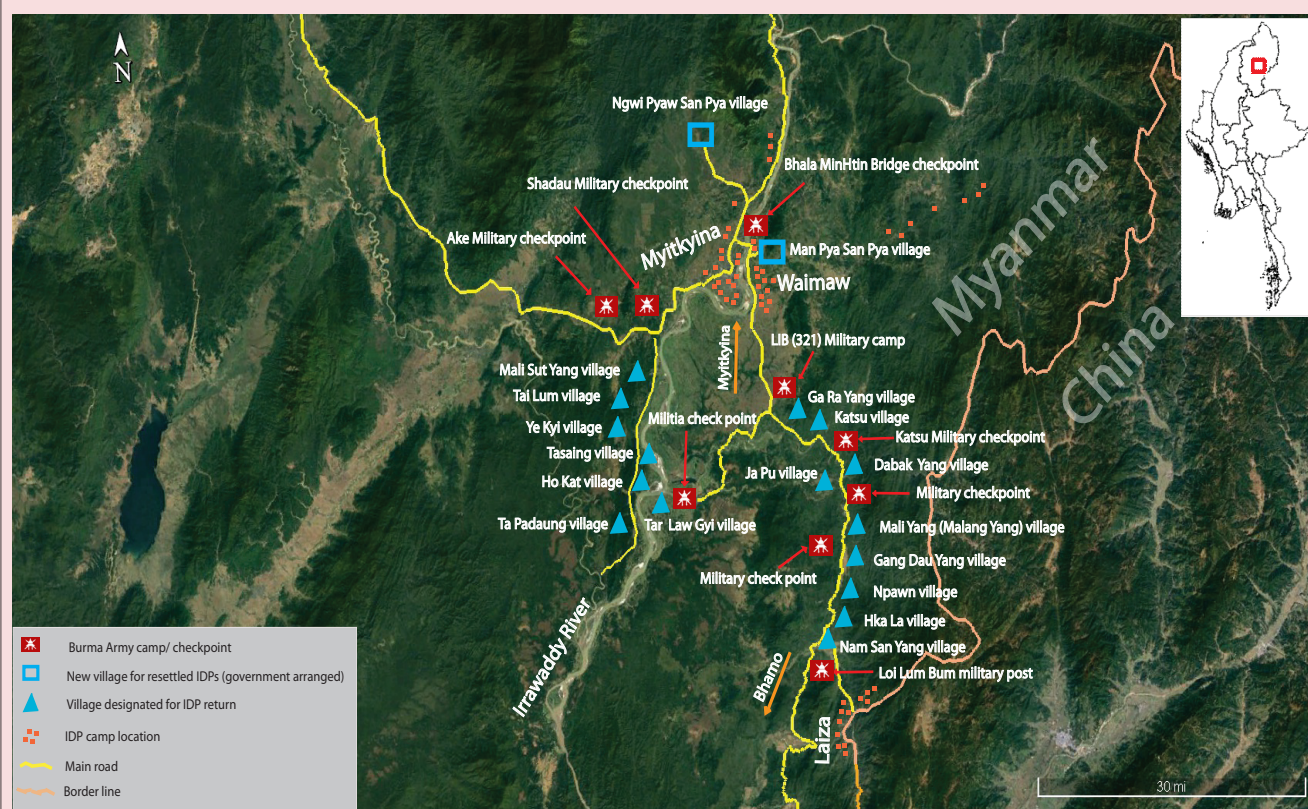 N
Ngwi Pyaw San Pya village
Bhala MinHtin Bridge checkpoint
Shadau Military checkpoint
Ake Military checkpoint
Myitkyina
Man Pya San Pya village
Waimaw
Myanmar
China
Myitkyina
LIB (321) Military camp
Mali Sut Yang village
Tai Lum village
Ga Ra Yang village
Militia check point
Katsu village
Ye Kyi village
Katsu Military checkpoint
Tasaing village
Dabak Yang village
Ja Pu village
Ho Kat village
Military checkpoint
Ta Padaung village
Tar Law Gyi village
Mali Yang (Malang Yang) village
Gang Dau Yang village
Military check point
Npawn village
Hka La village
Irrawaddy River
Nam San Yang village
Bhamo
Loi Lum Bum military post
Laiza
Burma Army camp/ checkpoint
New village for resettled IDPs (government arranged)
Village designated for IDP return
IDP camp location
Main road
Border line
30 mi